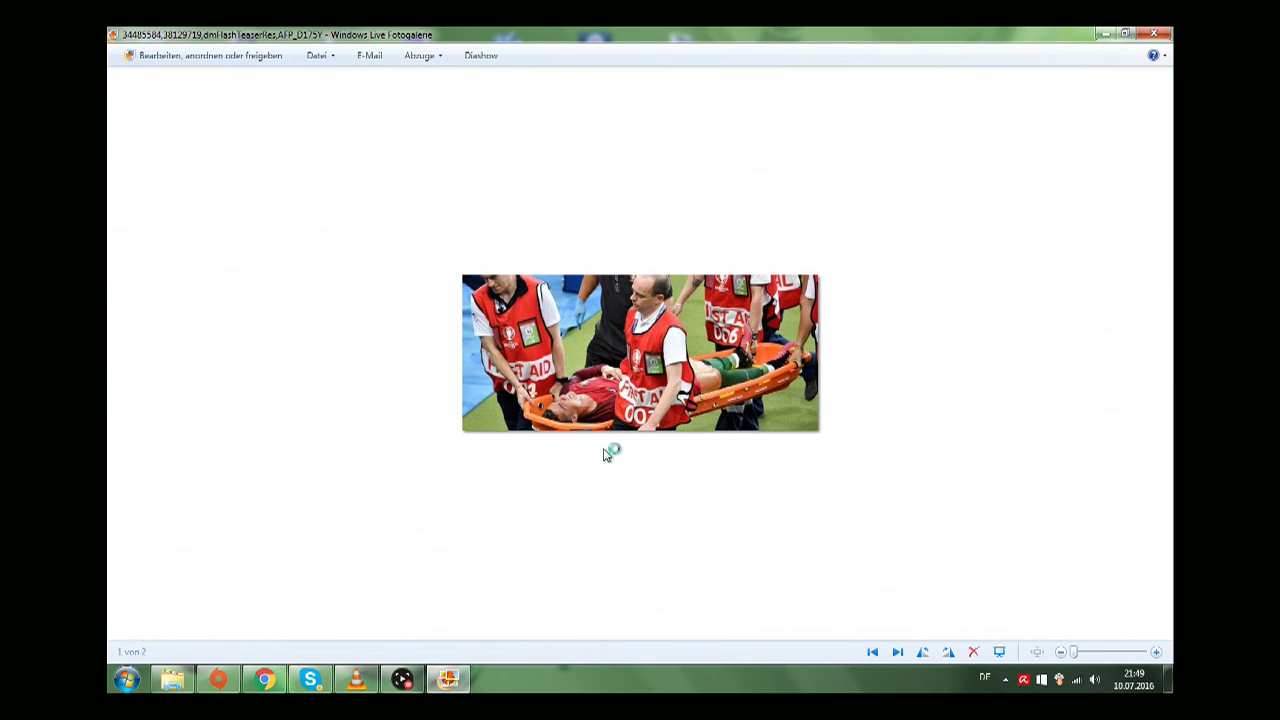 34485584,38129719,dmFlashTeaserRes,AFP_D175Y - Windows Live Fotogalerie
Bearbeiten, anordnen oder freigeben Datei E-Mail Abzüge Diashow
FIRST AID
FIRST AID
006
00
1 von 2
DE
21:49
10.07.2016